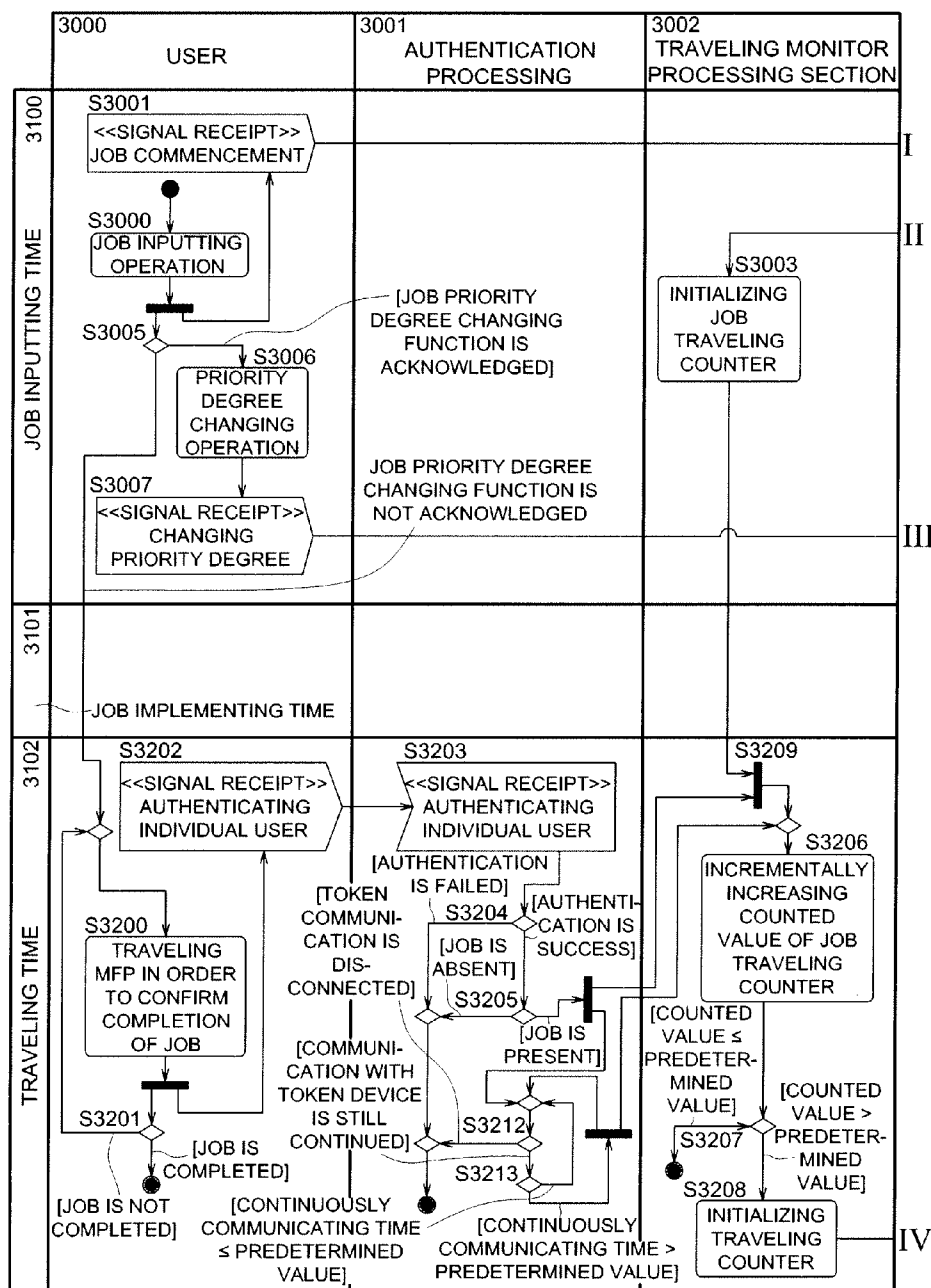 3000
USER
3001
AUTHENTICATION
PROCESSING
3002
TRAVELING MONITOR
PROCESSING SECTION
3100
JOB INPUTTING TIME
S3001
<<SIGNAL RECEIPT>>
JOB COMMENCEMENT
I
S3000
JOB INPUTTING
OPERATION
II
S3003
INITIALIZING
JOB
TRAVELING
COUNTER
S3005
[JOB PRIORITY
DEGREE CHANGING
FUNCTION IS
ACKNOWLEDGED]
S3006
PRIORITY
DEGREE
CHANGING
OPERATION
JOB PRIORITY DEGREE
CHANGING FUNCTION IS
NOT ACKNOWLEDGED
S3007
<<SIGNAL RECEIPT>>
CHANGING
PRIORITY DEGREE
III
3101
JOB IMPLEMENTING TIME
3102
TRAVELING TIME
S3202
<<SIGNAL RECEIPT>>
AUTHENTICATING
INDIVIDUAL USER
S3203
<<SIGNAL RECEIPT>>
AUTHENTICATING
INDIVIDUAL USER
S3209
[AUTHENTICATION
IS FAILED]
S3204
[AUTHENTI-
CATION IS
SUCCESS]
S3206
INCREMENTALLY
INCREASING
COUNTED
VALUE OF JOB
TRAVELING
COUNTER
S3200
TRAVELING
MFP IN ORDER
TO CONFIRM
COMPLETION
OF JOB
[TOKEN
COMMUNI-
CATION IS
DIS-
CONNECTED]
[JOB IS
ABSENT]
S3205
[JOB IS
PRESENT]
[COUNTED
VALUE ≤
PREDETER-
MINED
VALUE]
[COMMUNI-
CATION WITH
TOKEN DEVICE
IS STILL
CONTINUED]
S3212
S3213
[COUNTED
VALUE >
PREDETER-
MINED
VALUE]
S3207
S3201
[JOB IS
COMPLETED]
[JOB IS NOT
COMPLETED]
[CONTINUOUSLY
COMMUNICATING TIME
≤ PREDETERMINED
VALUE]
[CONTINUOUSLY
COMMUNICATING TIME >
PREDETERMINED VALUE]
S3208
INITIALIZING
TRAVELING
COUNTER
IV